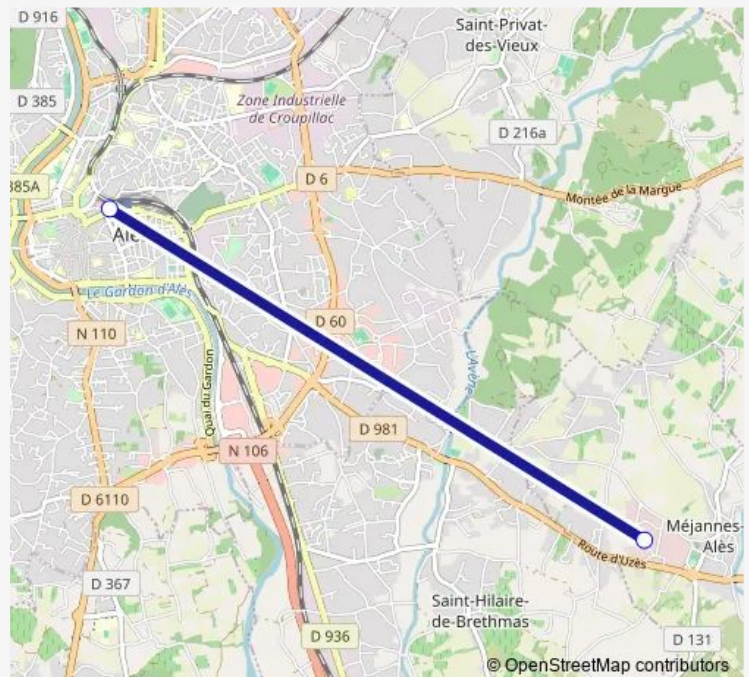 D 916
Saint-Privat
des-Vieux
D 385
Zone Industrielle
de Croupillac
D 216a
385A
D 6
Montée de la Margue
Alè
Le Gardon d'Alès
D 60
N 110
L'Avène
Quai du Gardon
D 981
N 106
D 6110
Méjannes-
Alès
Route d'Uzès
D 367
Saint-Hilaire-
de-Brethmas
D 936
D 131
© OpenStreetMap contributors